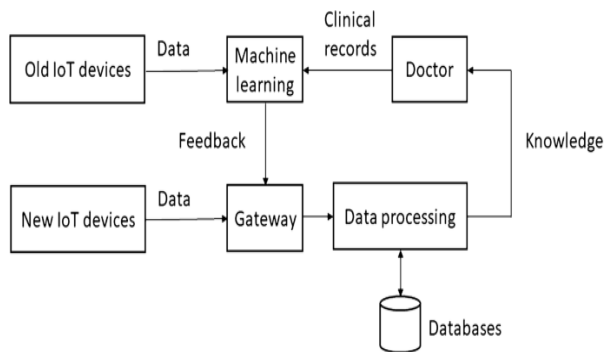 Clinical
records
Data
Old IoT devices
Machine
learning
Doctor
Feedback
Knowledge
Data
New IoT devices
Gateway
Data processing
Databases